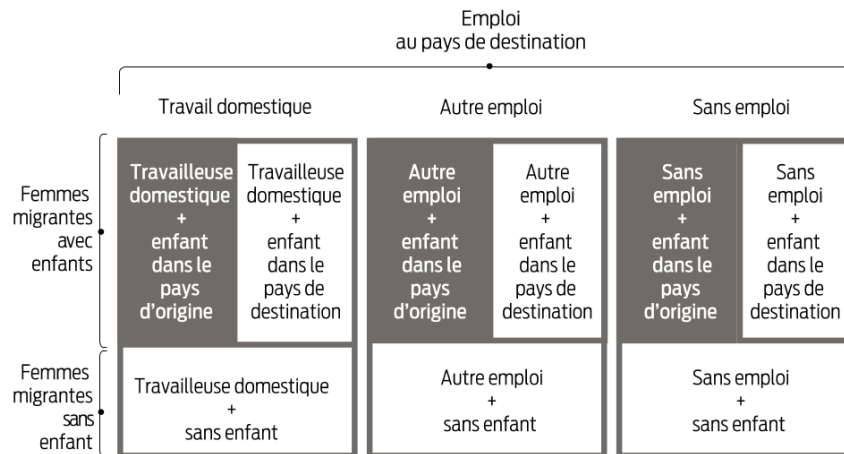 Emploi
au pays de destination
Travail domestique
Autre emploi
Sans emploi
Femmes
migrantes
avec
enfants
Travailleuse
domestique
+
enfant
dans le
pays
d'origine
Travailleuse
domestique
+
enfant
dans le
pays de
destination
Autre
emploi
+
enfant
dans le
pays
d'origine
Autre
emploi
+
enfant
dans le
pays de
destination
Sans
emploi
+
enfant
dans le
pays
d'origine
Sans
emploi
+
enfant
dans le
pays de
destination
Femmes
migrantes
sans
enfant
Travailleuse domestique
+
sans enfant
Autre emploi
+
sans enfant
Sans emploi
+
sans enfant